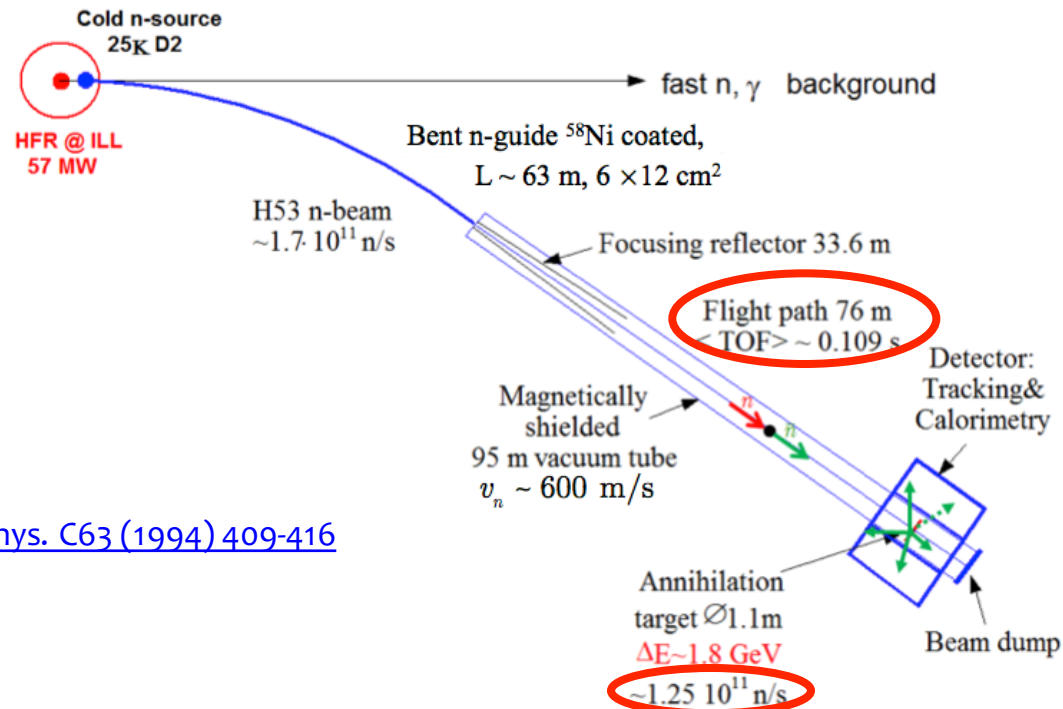 Cold n-source
25K D2
fast n, γ background
HFR @ ILL
57 MW
Bent n-guide ⁵⁸Ni coated,
L ~ 63 m, 6 ×12 cm²
H53 n-beam
~1.7· 10¹¹ n/s
Focusing reflector 33.6 m
Flight path 76 m
< TOF> ~ 0.109 s
Detector:
Tracking&
Calorimetry
Magnetically
shielded
95 m vacuum tube
vₙ ~ 600 m/s
n
n̄
hys. C63 (1994) 409-416
Annihilation
target ∅1.1m
ΔE~1.8 GeV
~1.25 10¹¹ n/s
Beam dump